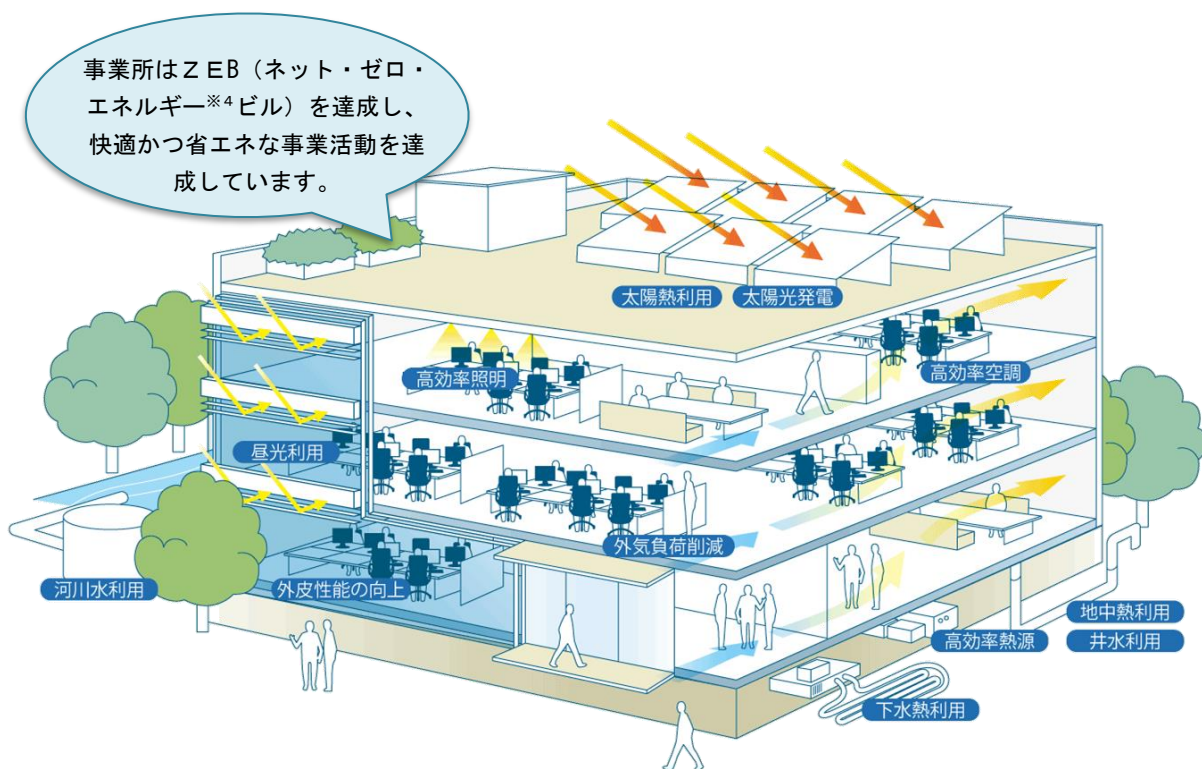 事業所はＺＥB（ネット・ゼロ・
エネルギー※4ビル）を達成し、
快適かつ省エネな事業活動を達
成しています。
太陽熱利用
太陽光発電
高効率照明
高効率空調
昼光利用
外気負荷削減
河川水利用
外皮性能の向上
地中熱利用
高効率熱源
井水利用
下水熱利用